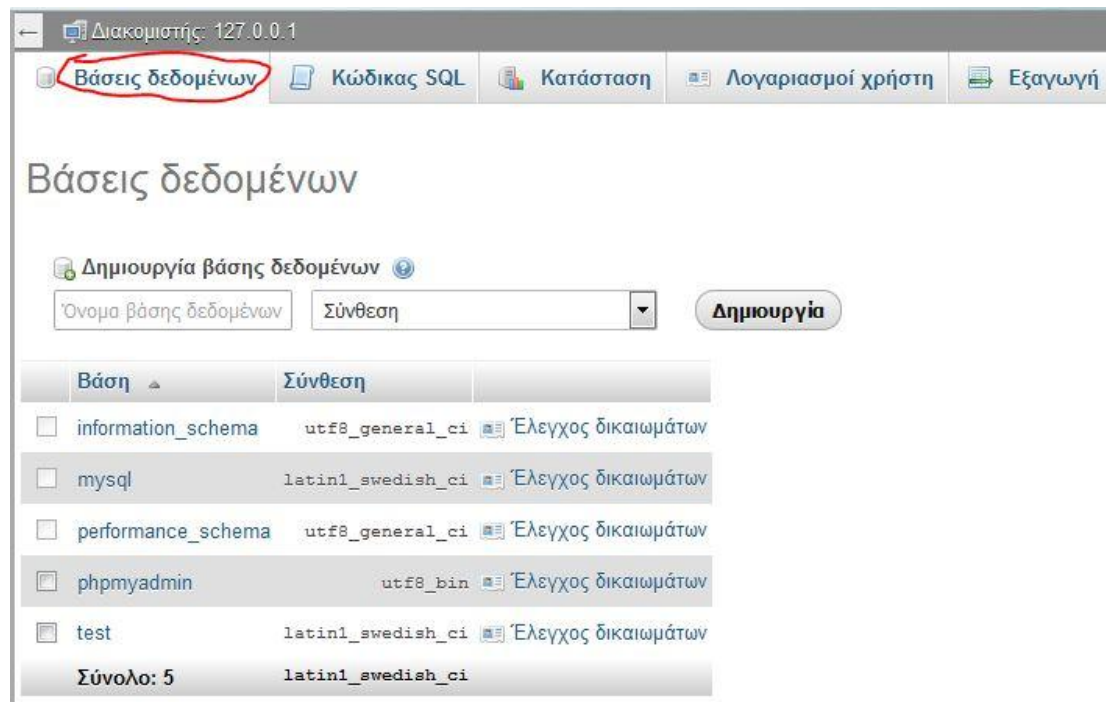 Διακομιστής: 127.0.0.1
Βάσεις δεδομένων Κώδικας SQL Κατάσταση Λογαριασμοί χρήστη Εξαγωγή
Βάσεις δεδομένων
Δημιουργία βάσης δεδομένων
Όνομα βάσης δεδομένων Σύνθεση Δημιουργία
Βάση Σύνθεση
information_schema utf8_general_ci Έλεγχος δικαιωμάτων
mysql latin1_swedish_ci Έλεγχος δικαιωμάτων
performance_schema utf8_general_ci Έλεγχος δικαιωμάτων
phpmyadmin utf8_bin Έλεγχος δικαιωμάτων
test latin1_swedish_ci Έλεγχος δικαιωμάτων
Σύνολο: 5 latin1_swedish_ci